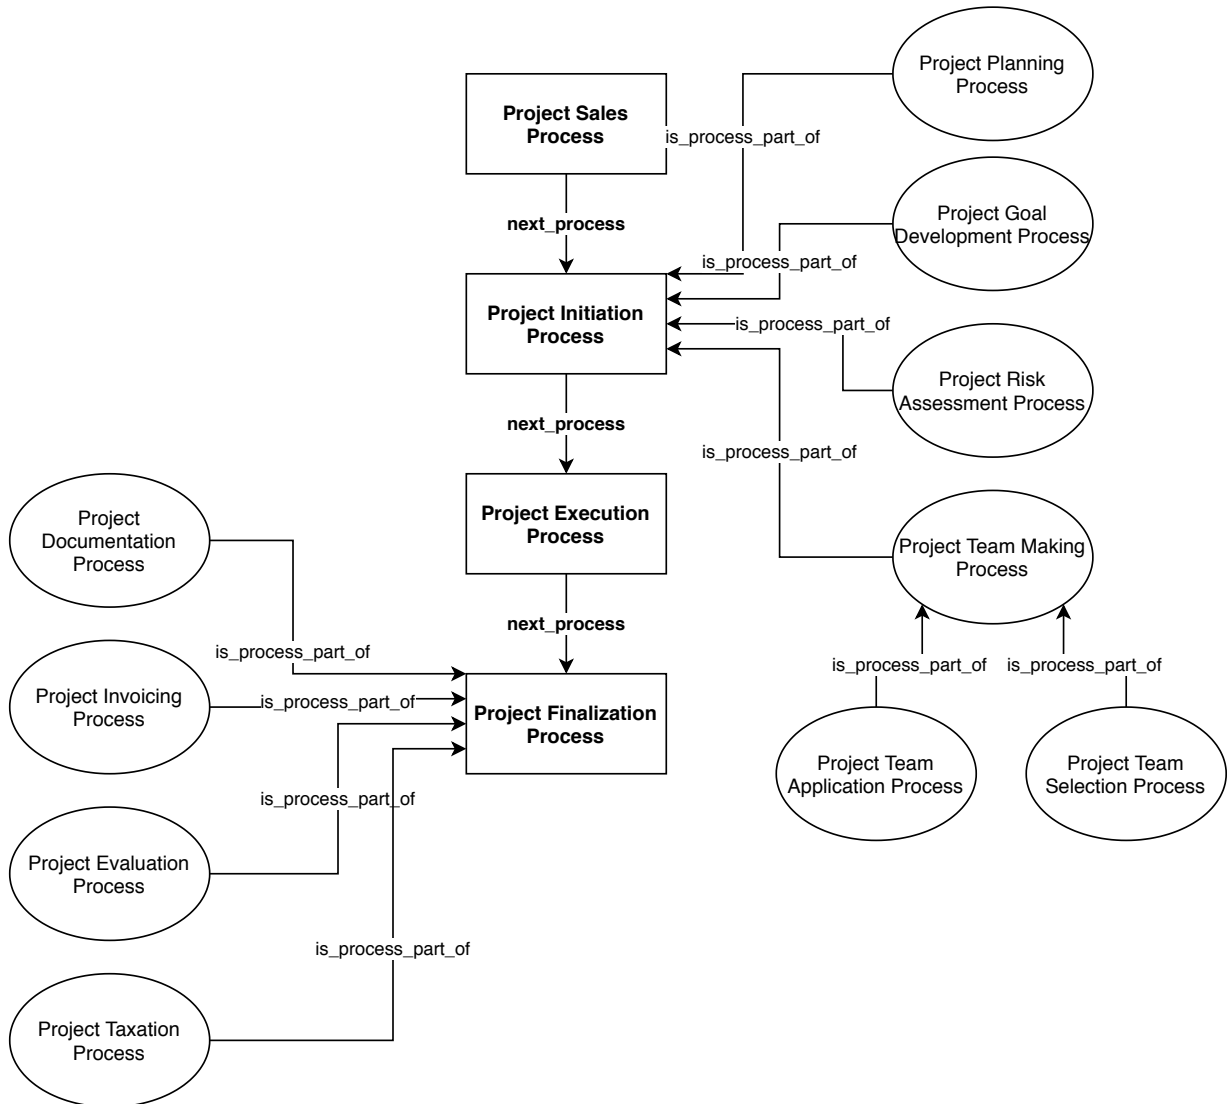 Project Planning
Process
Project Sales
Process
is_process_part_of
Project Goal
Development Process
next_process
is_process_part_of
Project Initiation
Process
is_process_part_of
Project Risk
Assessment Process
next_process
is_process_part_of
Project Execution
Process
Project
Documentation
Process
Project Team Making
Process
next_process
is_process_part_of
is_process_part_of
is_process_part_of
Project Invoicing
Process
is_process_part_of
Project Finalization
Process
Project Team
Application Process
Project Team
Selection Process
is_process_part_of
Project Evaluation
Process
is_process_part_of
Project Taxation
Process